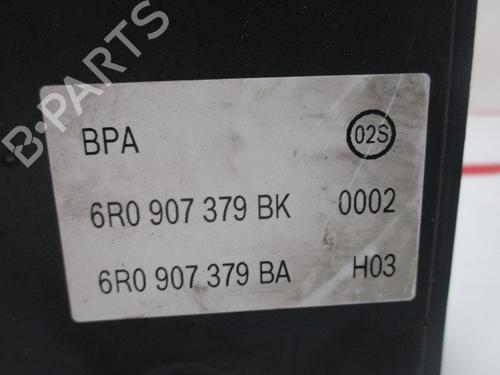 B-PARTS
BPA 02S
6R0 907 379 BK 0002
6R0 907 379 BA H03